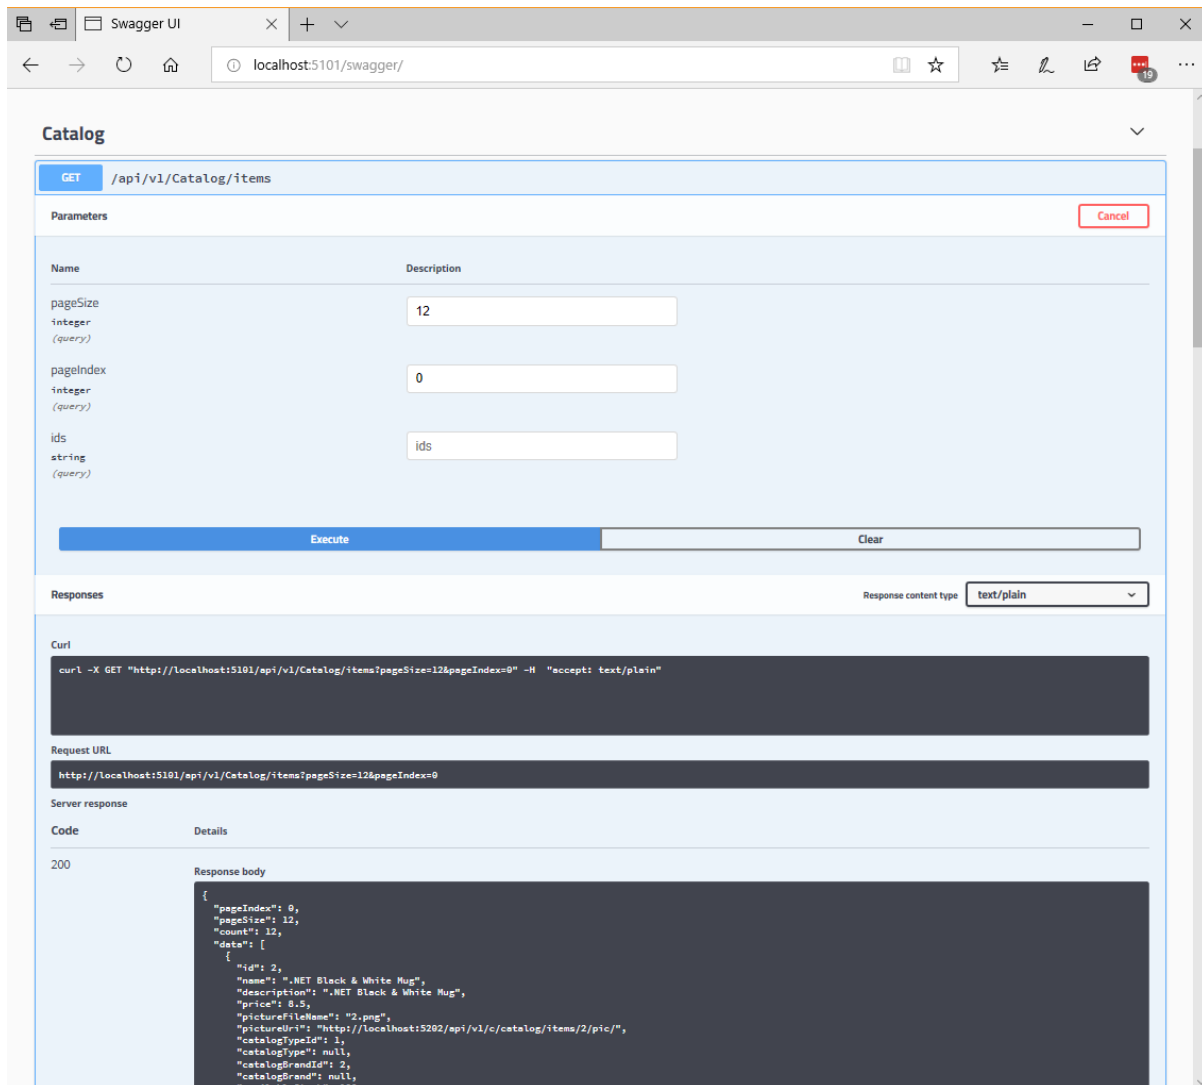 Swagger UI
localhost:5101/swagger/
19
Catalog
GET /api/v1/Catalog/items
Parameters Cancel
Name Description
pageSize
12
integer
(query)
pageIndex
0
integer
(query)
ids
ids
string
(query)
Execute Clear
Responses Response content type text/plain
Curl
curl -X GET "http://localhost:5101/api/v1/Catalog/items?pageSize=12&pageIndex=0" -H  "accept: text/plain"
Request URL
http://localhost:5101/api/v1/Catalog/items?pageSize=12&pageIndex=0
Server response
Code Details
200
Response body
{
"pageIndex": 0,
"pageSize": 12,
"count": 12,
"data": [
{
"id": 2,
"name": ".NET Black & White Mug",
"description": ".NET Black & White Mug",
"price": 8.5,
"pictureFileName": "2.png",
"pictureUri": "http://localhost:5202/api/v1/c/catalog/items/2/pic/",
"catalogTypeId": 1,
"catalogType": null,
"catalogBrandId": 2,
"catalogBrand": null,